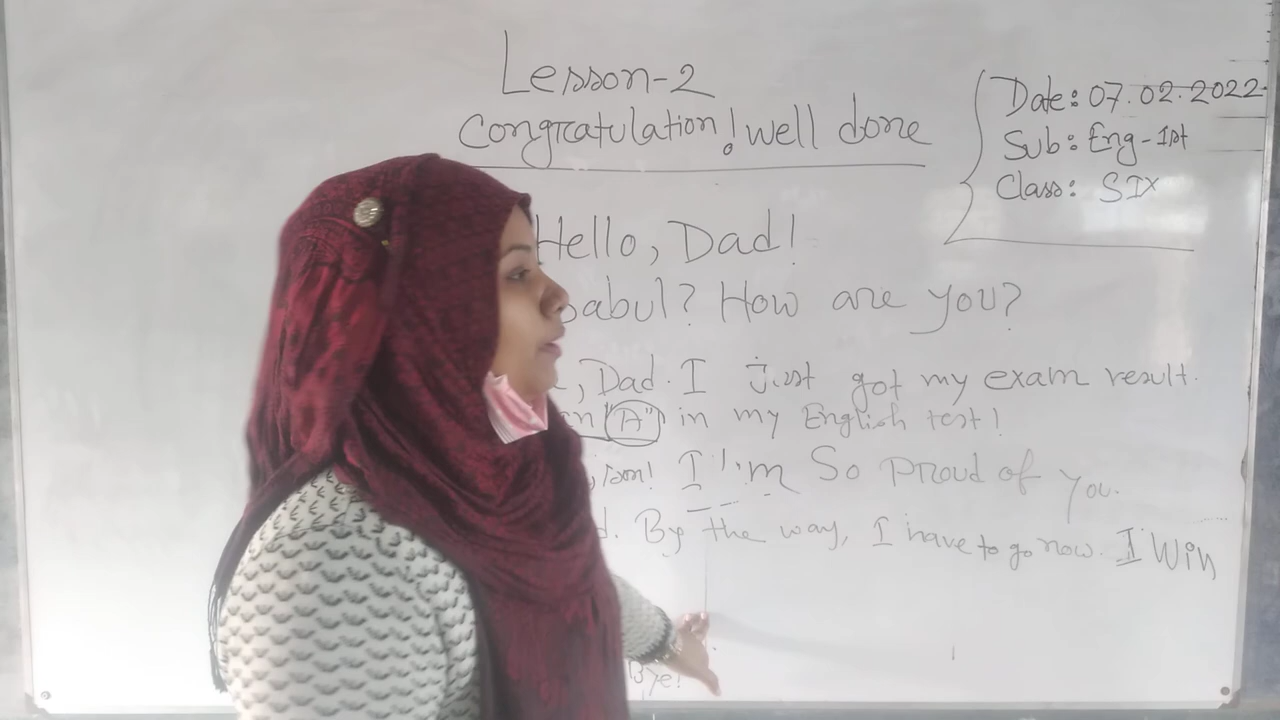 Lesson-2
Congratulation! well done
Date: 07.02.2022
Sub: Eng-1st
Class: SIX
Hello, Dad!
babul? How are you?
, Dad. I just got my exam result.
an "A" in my English test!
son! I'm So proud of you.
By the way, I have to go now. I Win
Bye!